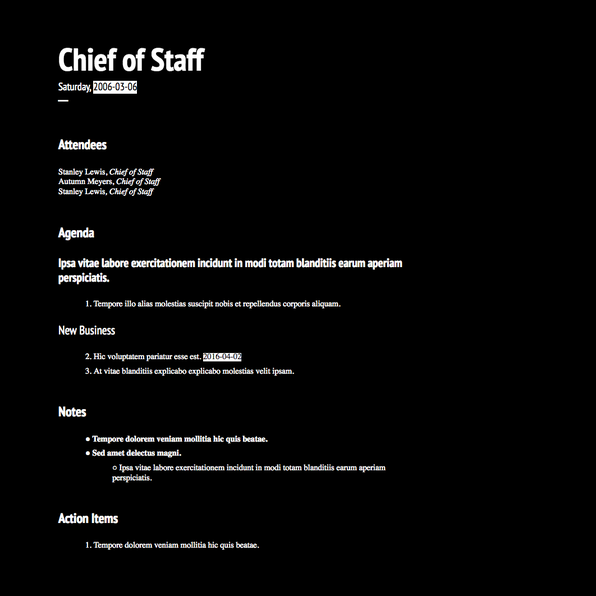 Chief of Staff
Saturday, 2006-03-06
Attendees
Stanley Lewis, Chief of Staff
Autumn Meyers, Chief of Staff
Stanley Lewis, Chief of Staff
Agenda
Ipsa vitae labore exercitationem incidunt in modi totam blanditiis earum aperiam
perspiciatis.
1. Tempore illo alias molestias suscipit nobis et repellendus corporis aliquam.
New Business
2. Hic voluptatem pariatur esse est. 2016-04-02
3. At vitae blanditiis explicabo explicabo molestias velit ipsam.
Notes
● Tempore dolorem veniam mollitia hic quis beatae.
● Sed amet delectus magni.
○ Ipsa vitae labore exercitationem incidunt in modi totam blanditiis earum aperiam
perspiciatis.
Action Items
1. Tempore dolorem veniam mollitia hic quis beatae.